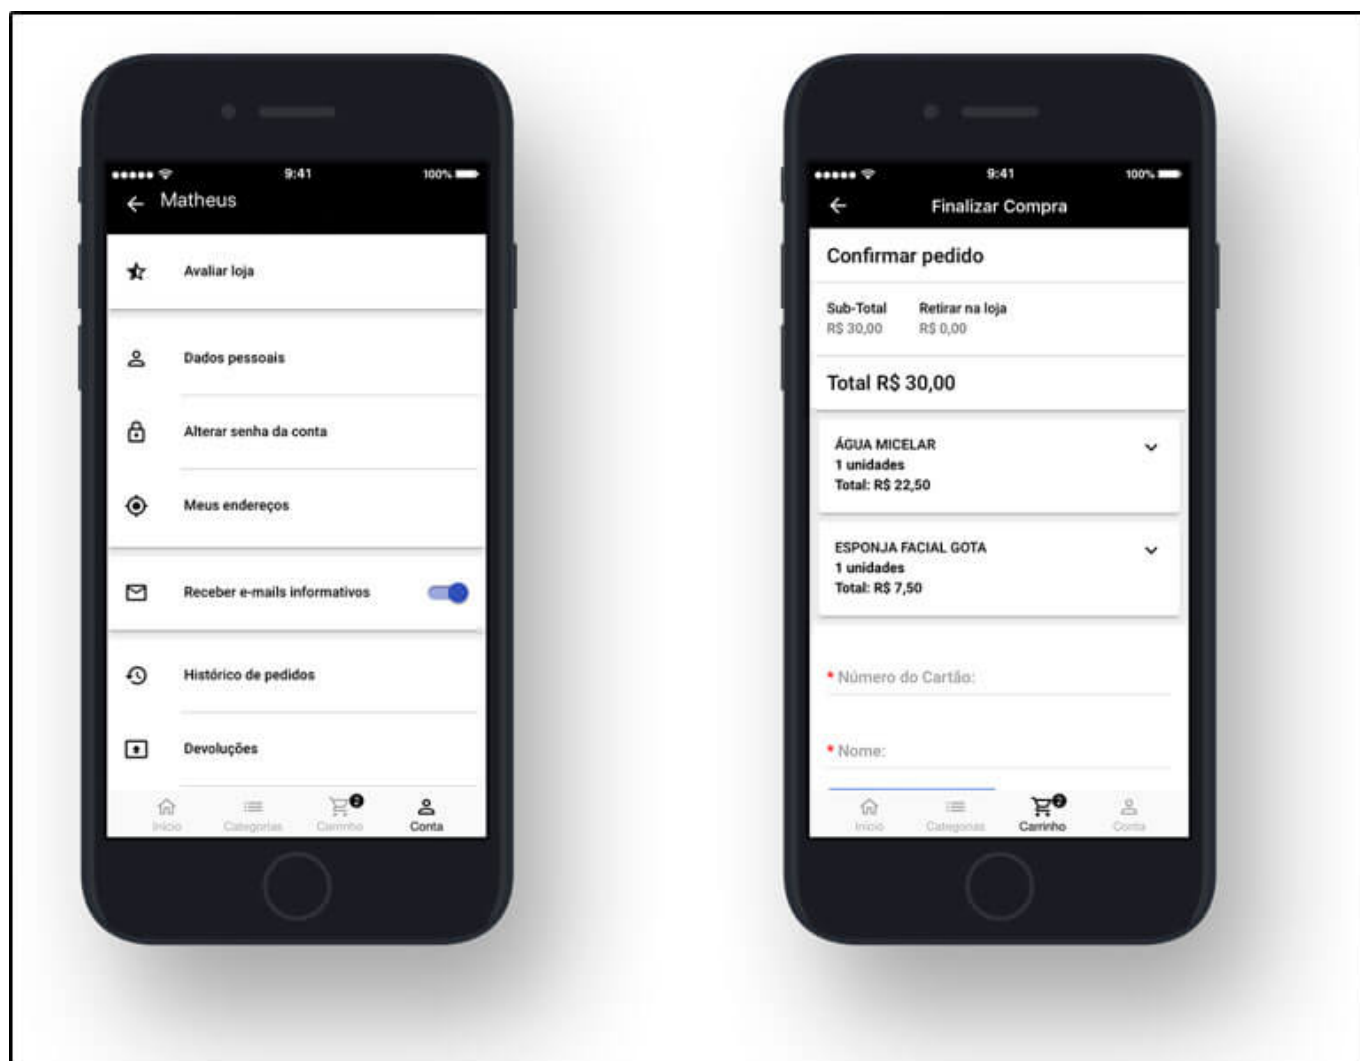 9:41
100%
Matheus
Avaliar loja
Dados pessoais
Alterar senha da conta
Meus endereços
Receber e-mails informativos
Histórico de pedidos
Devoluções
2
Início
Categorias
Carrinho
Conta
9:41
100%
Finalizar Compra
Confirmar pedido
Sub-Total
Retirar na loja
R$ 30,00
R$ 0,00
Total R$ 30,00
ÁGUA MICELAR
1 unidades
Total: R$ 22,50
ESPONJA FACIAL GOTA
1 unidades
Total: R$ 7,50
* Número do Cartão:
* Nome:
2
Início
Categorias
Carrinho
Conta